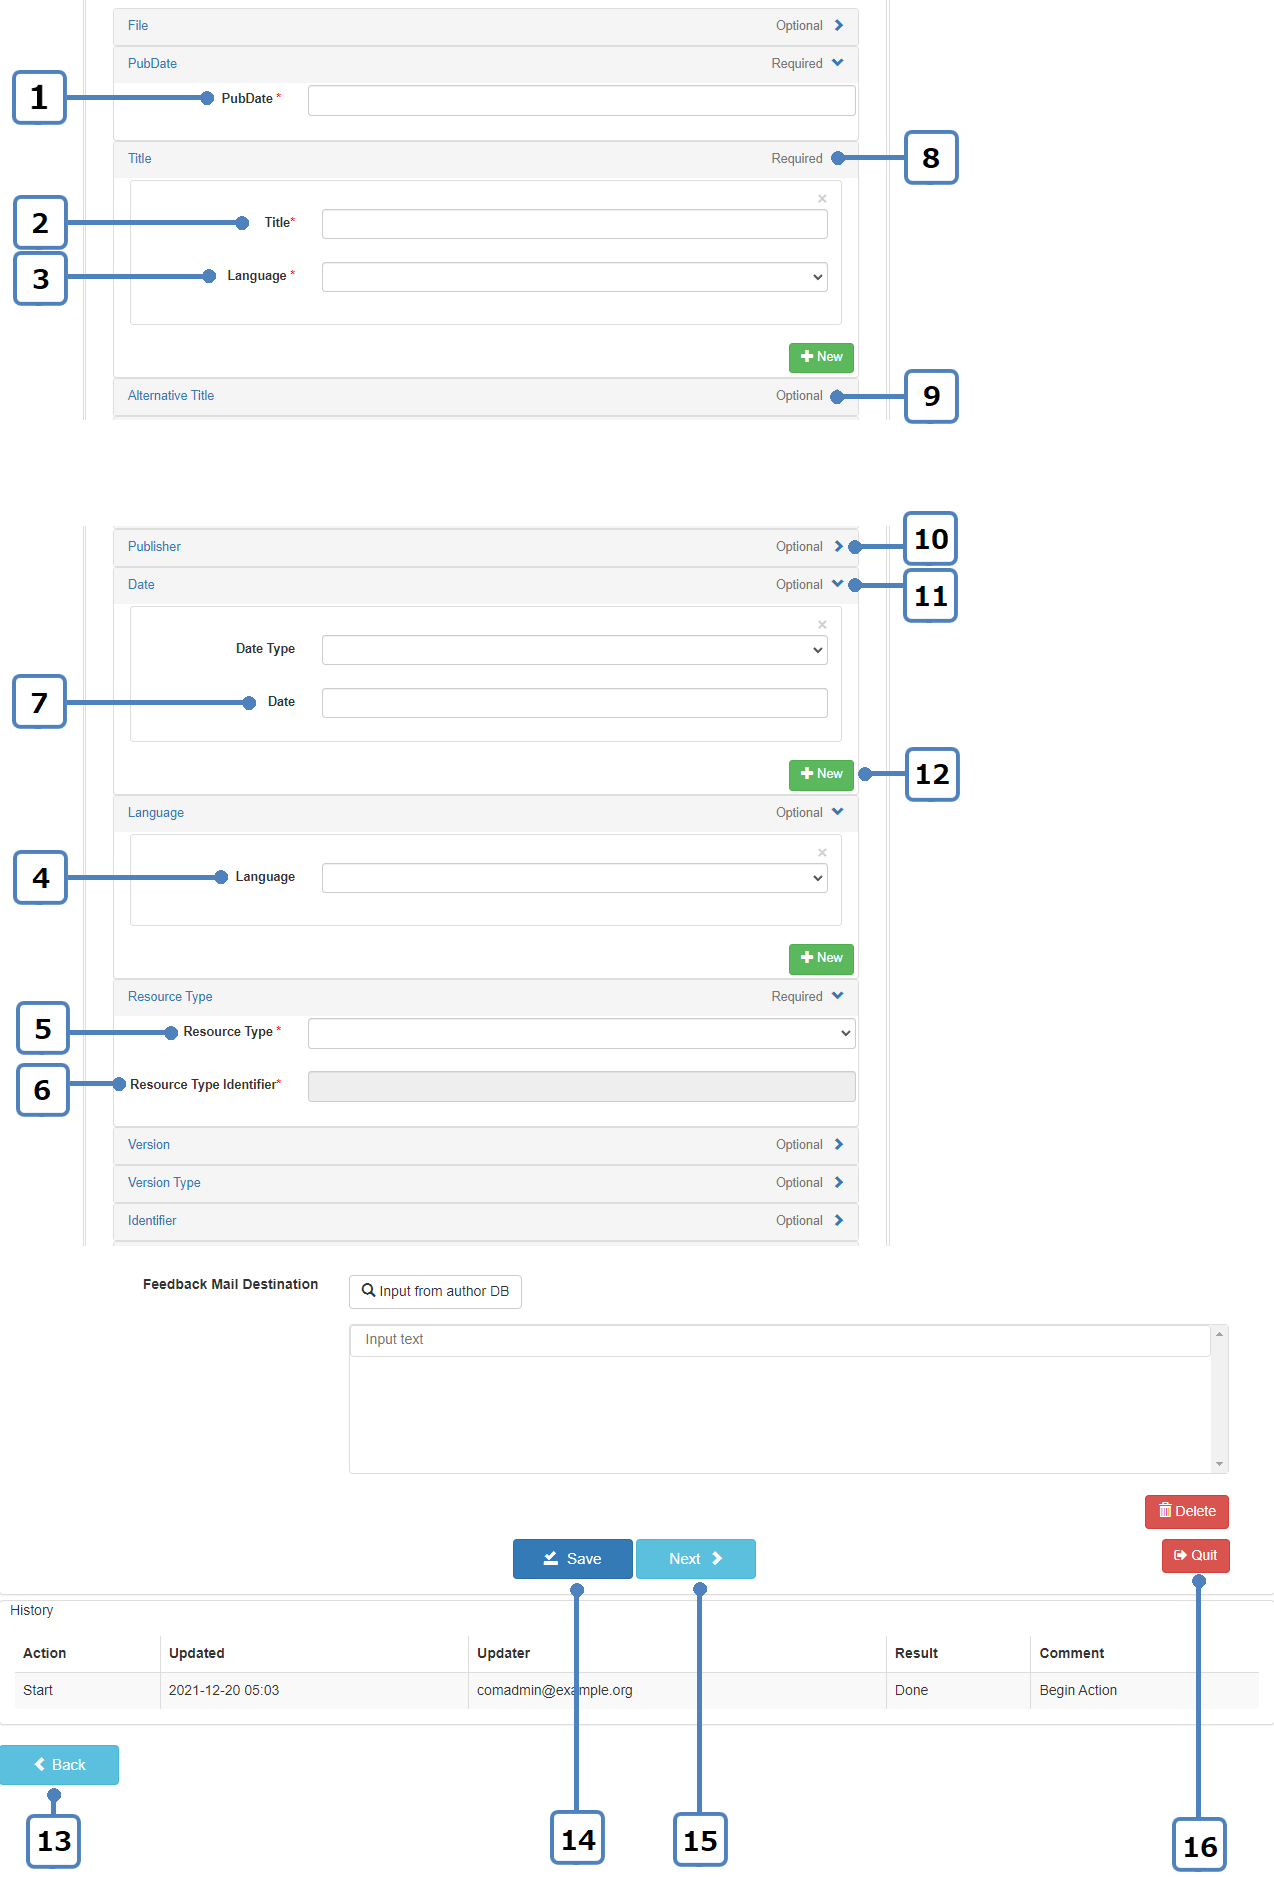 File Optional
PubDate Required
1 PubDate *
Title Required 8
×
2 Title*
3 Language *
New
Alternative Title Optional 9
Publisher Optional 10
Date Optional 11
×
Date Type
7 Date
New 12
Language Optional
×
4 Language
New
Resource Type Required
5 Resource Type *
6 Resource Type Identifier*
Version Optional
Version Type Optional
Identifier Optional
Feedback Mail Destination Input from author DB
Input text
Delete
Save Next Quit
History
Action Updated Updater Result Comment
Start 2021-12-20 05:03 comadmin@example.org Done Begin Action
Back
13 14 15 16